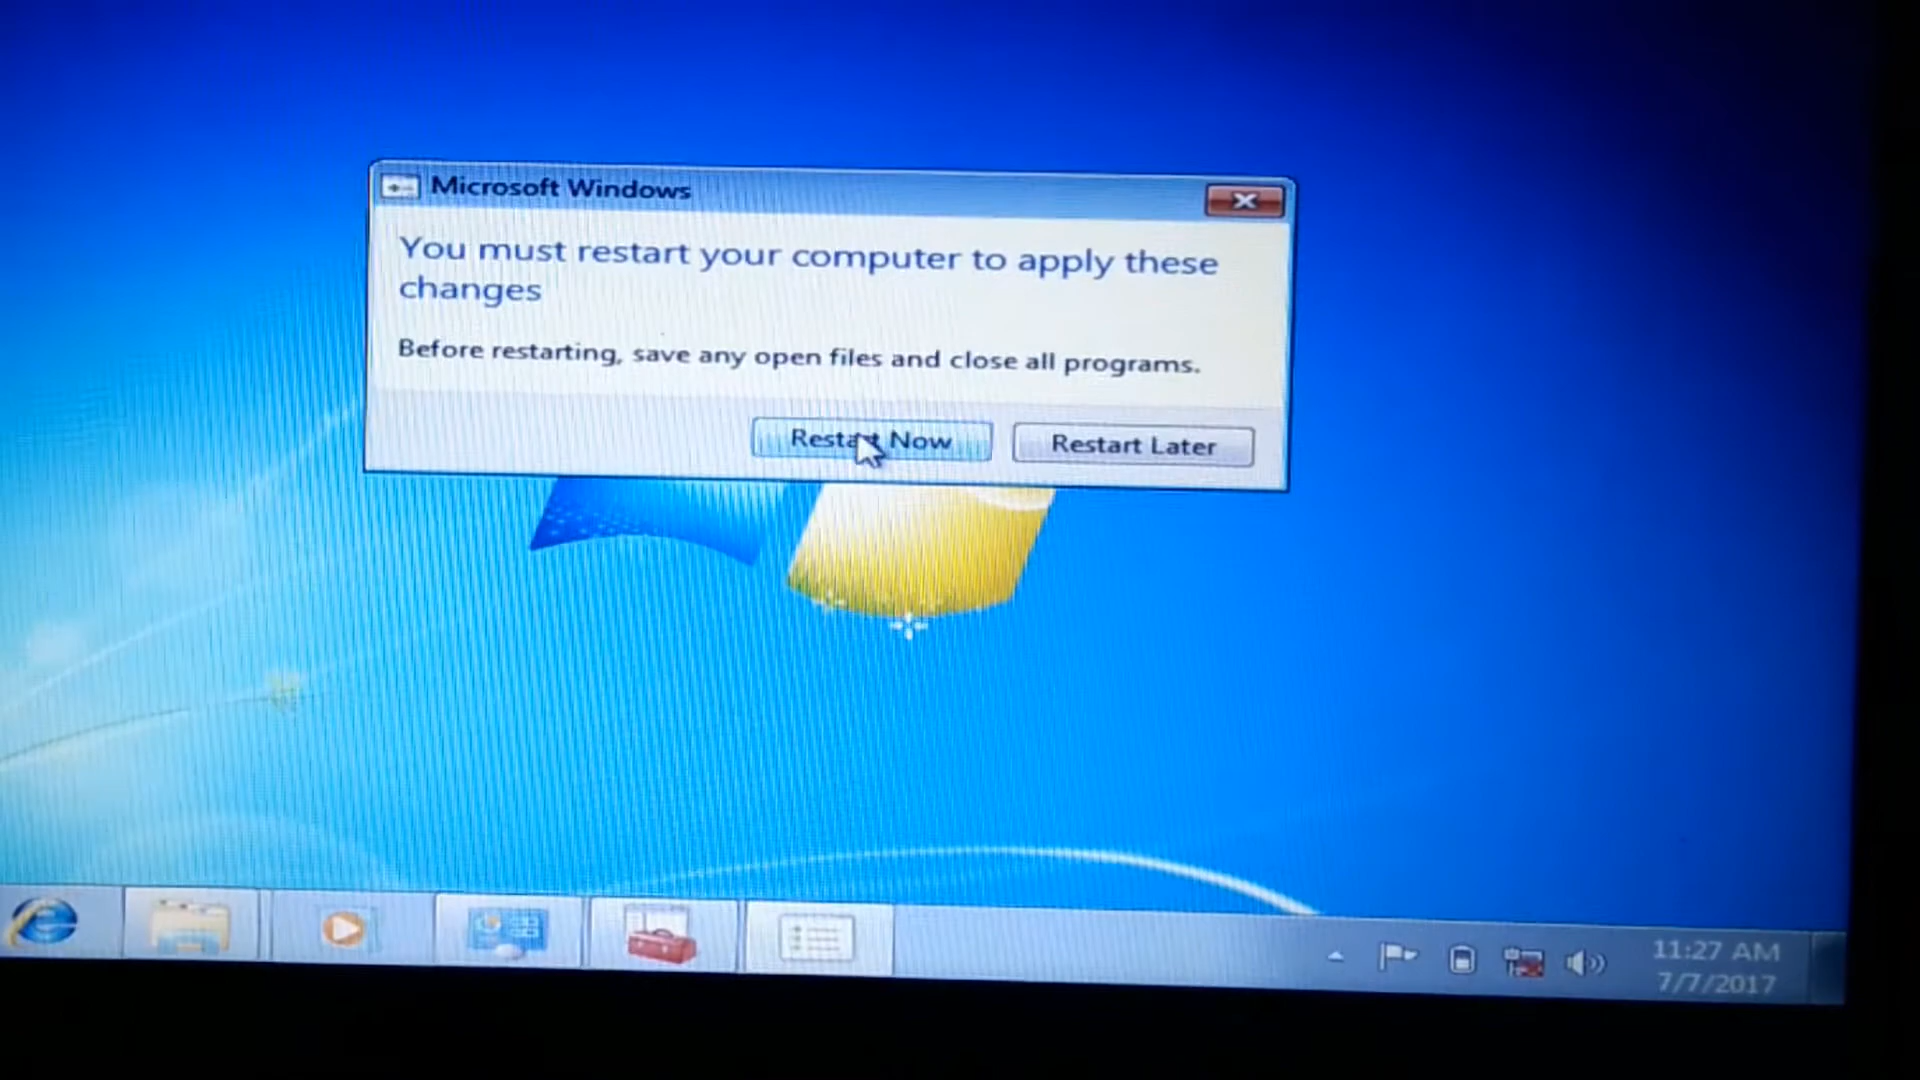 Microsoft Windows
You must restart your computer to apply these
changes
Before restarting, save any open files and close all programs.
Restart Now
Restart Later
11:27 AM
7/7/2017